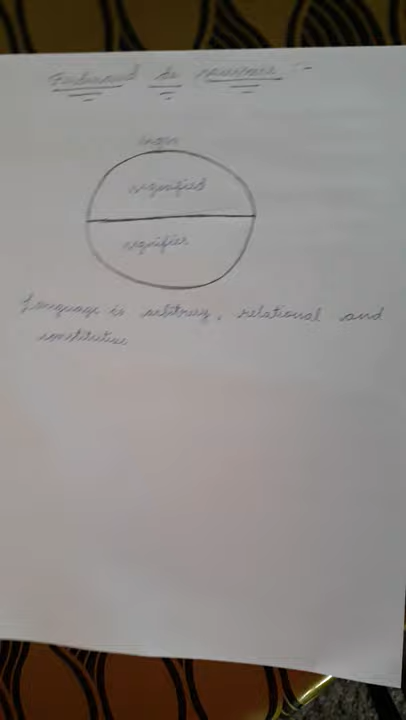 Ferdinand de saussure :-
sign
signified
signifier
Language is arbitrary, relational and
constitutive